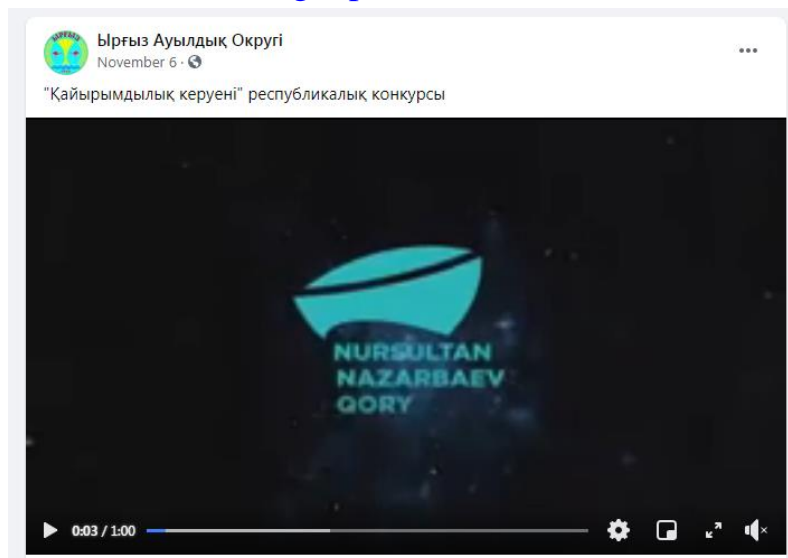 Ырғыз Ауылдық Округі
November 6 ·
"Қайырымдылық керуені" республикалық конкурсы
NURSULTAN
NAZARBAEV
QORY
0:03 / 1:00